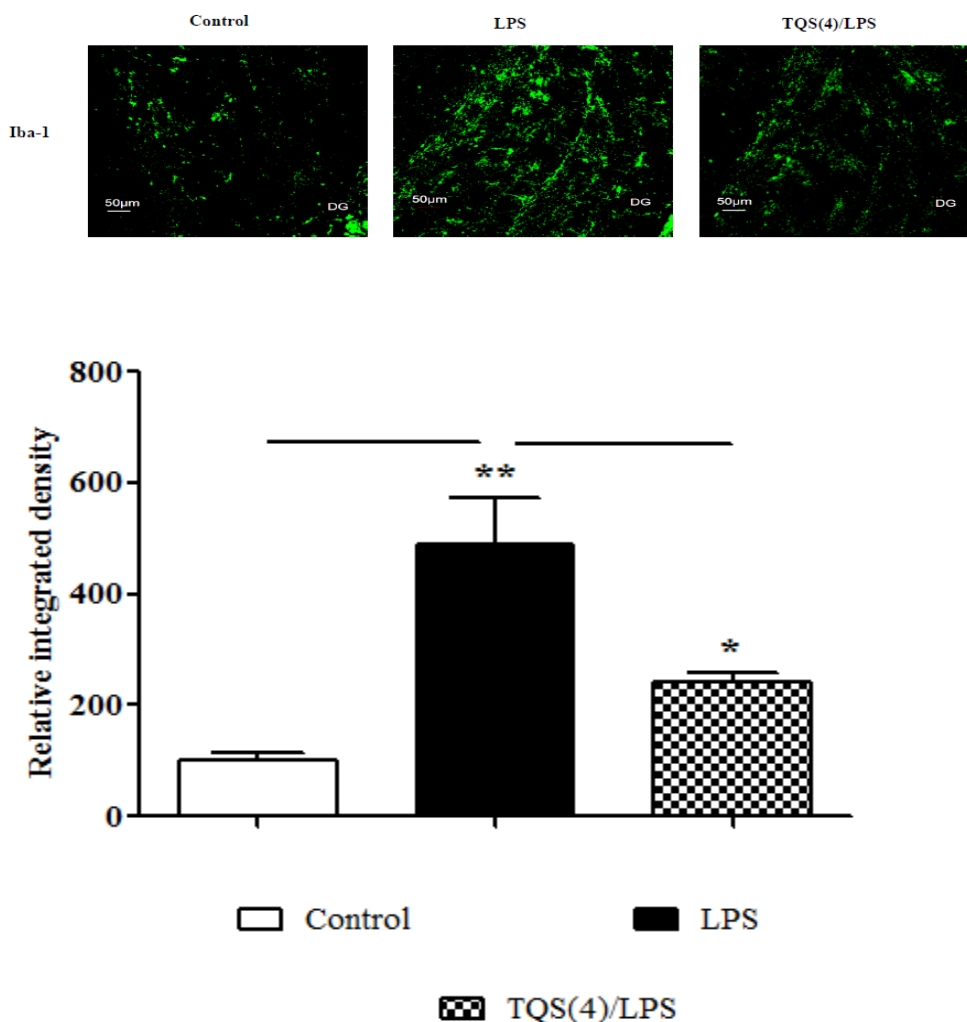 Control LPS TQS(4)/LPS
Iba-1
50µm DG 50µm DG 50µm DG
800
600
400
200
0
Relative integrated density
**
*
Control LPS
TQS(4)/LPS